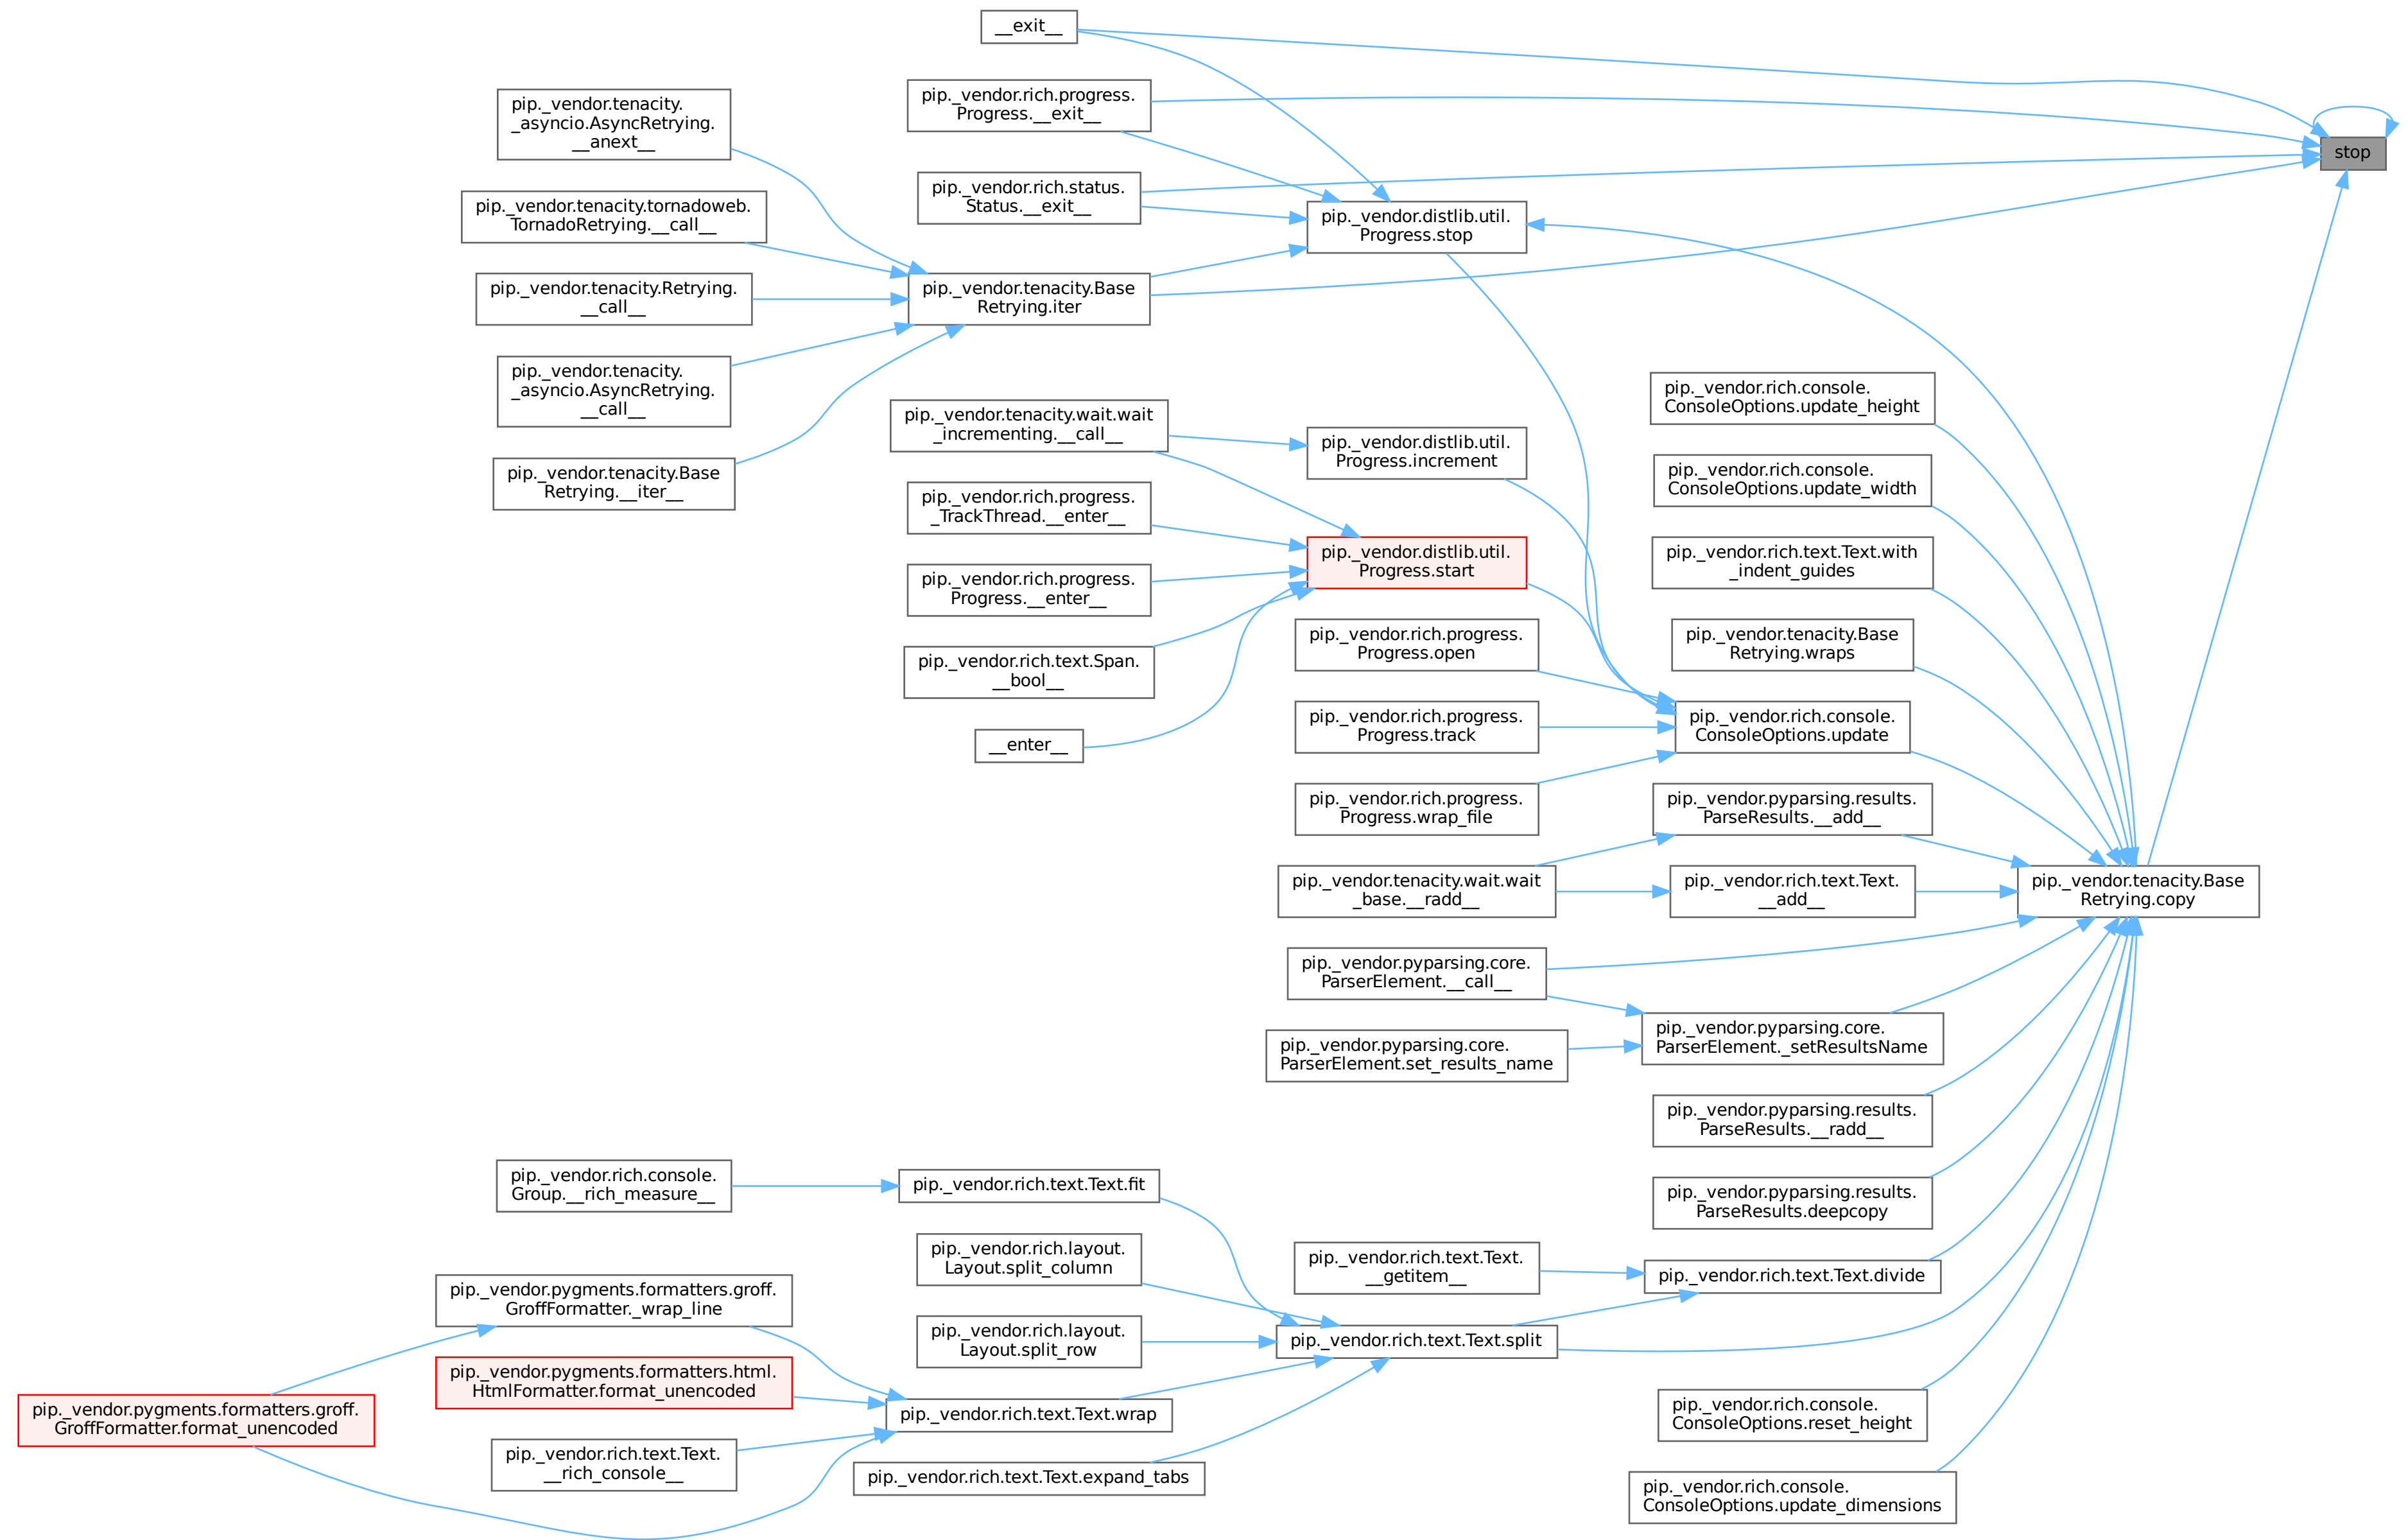 __exit__
pip._vendor.rich.progress.
Progress.__exit__
pip._vendor.tenacity.
_asyncio.AsyncRetrying.
__anext__
stop
pip._vendor.rich.status.
Status.__exit__
pip._vendor.tenacity.tornadoweb.
TornadoRetrying.__call__
pip._vendor.distlib.util.
Progress.stop
pip._vendor.tenacity.Retrying.
__call__
pip._vendor.tenacity.Base
Retrying.iter
pip._vendor.tenacity.
_asyncio.AsyncRetrying.
__call__
pip._vendor.rich.console.
ConsoleOptions.update_height
pip._vendor.tenacity.wait.wait
_incrementing.__call__
pip._vendor.distlib.util.
Progress.increment
pip._vendor.tenacity.Base
Retrying.__iter__
pip._vendor.rich.console.
ConsoleOptions.update_width
pip._vendor.rich.progress.
_TrackThread.__enter__
pip._vendor.distlib.util.
Progress.start
pip._vendor.rich.text.Text.with
_indent_guides
pip._vendor.rich.progress.
Progress.__enter__
pip._vendor.rich.progress.
Progress.open
pip._vendor.tenacity.Base
Retrying.wraps
pip._vendor.rich.text.Span.
__bool__
pip._vendor.rich.progress.
Progress.track
pip._vendor.rich.console.
ConsoleOptions.update
__enter__
pip._vendor.rich.progress.
Progress.wrap_file
pip._vendor.pyparsing.results.
ParseResults.__add__
pip._vendor.tenacity.wait.wait
_base.__radd__
pip._vendor.rich.text.Text.
__add__
pip._vendor.tenacity.Base
Retrying.copy
pip._vendor.pyparsing.core.
ParserElement.__call__
pip._vendor.pyparsing.core.
ParserElement._setResultsName
pip._vendor.pyparsing.core.
ParserElement.set_results_name
pip._vendor.pyparsing.results.
ParseResults.__radd__
pip._vendor.rich.console.
Group.__rich_measure__
pip._vendor.rich.text.Text.fit
pip._vendor.pyparsing.results.
ParseResults.deepcopy
pip._vendor.rich.layout.
Layout.split_column
pip._vendor.rich.text.Text.
__getitem__
pip._vendor.rich.text.Text.divide
pip._vendor.pygments.formatters.groff.
GroffFormatter._wrap_line
pip._vendor.rich.layout.
Layout.split_row
pip._vendor.rich.text.Text.split
pip._vendor.pygments.formatters.html.
HtmlFormatter.format_unencoded
pip._vendor.pygments.formatters.groff.
GroffFormatter.format_unencoded
pip._vendor.rich.text.Text.wrap
pip._vendor.rich.console.
ConsoleOptions.reset_height
pip._vendor.rich.text.Text.
__rich_console__
pip._vendor.rich.text.Text.expand_tabs
pip._vendor.rich.console.
ConsoleOptions.update_dimensions